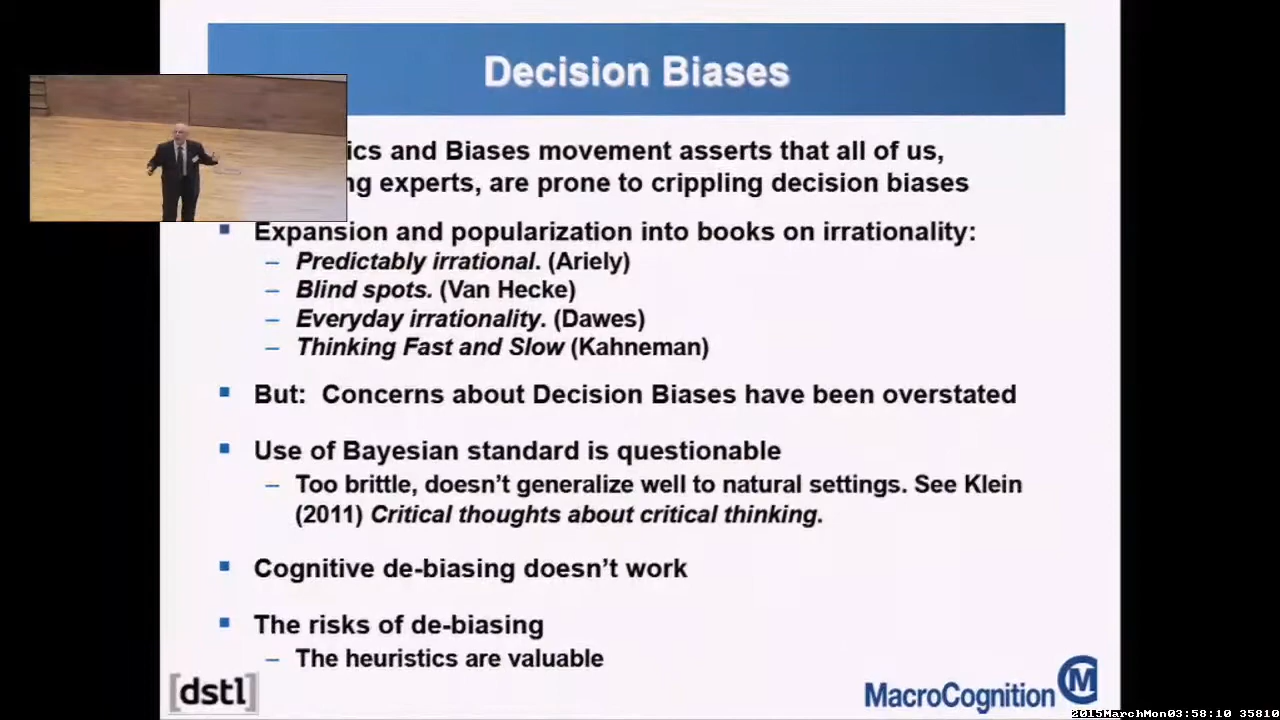 Decision Biases
ics and Biases movement asserts that all of us,
ng experts, are prone to crippling decision biases
Expansion and popularization into books on irrationality:
– Predictably irrational. (Ariely)
– Blind spots. (Van Hecke)
– Everyday irrationality. (Dawes)
– Thinking Fast and Slow (Kahneman)
But: Concerns about Decision Biases have been overstated
Use of Bayesian standard is questionable
– Too brittle, doesn’t generalize well to natural settings. See Klein
(2011) Critical thoughts about critical thinking.
Cognitive de-biasing doesn’t work
The risks of de-biasing
– The heuristics are valuable
[dstl]
MacroCognition M
2015MarchMon03:58:10 35810